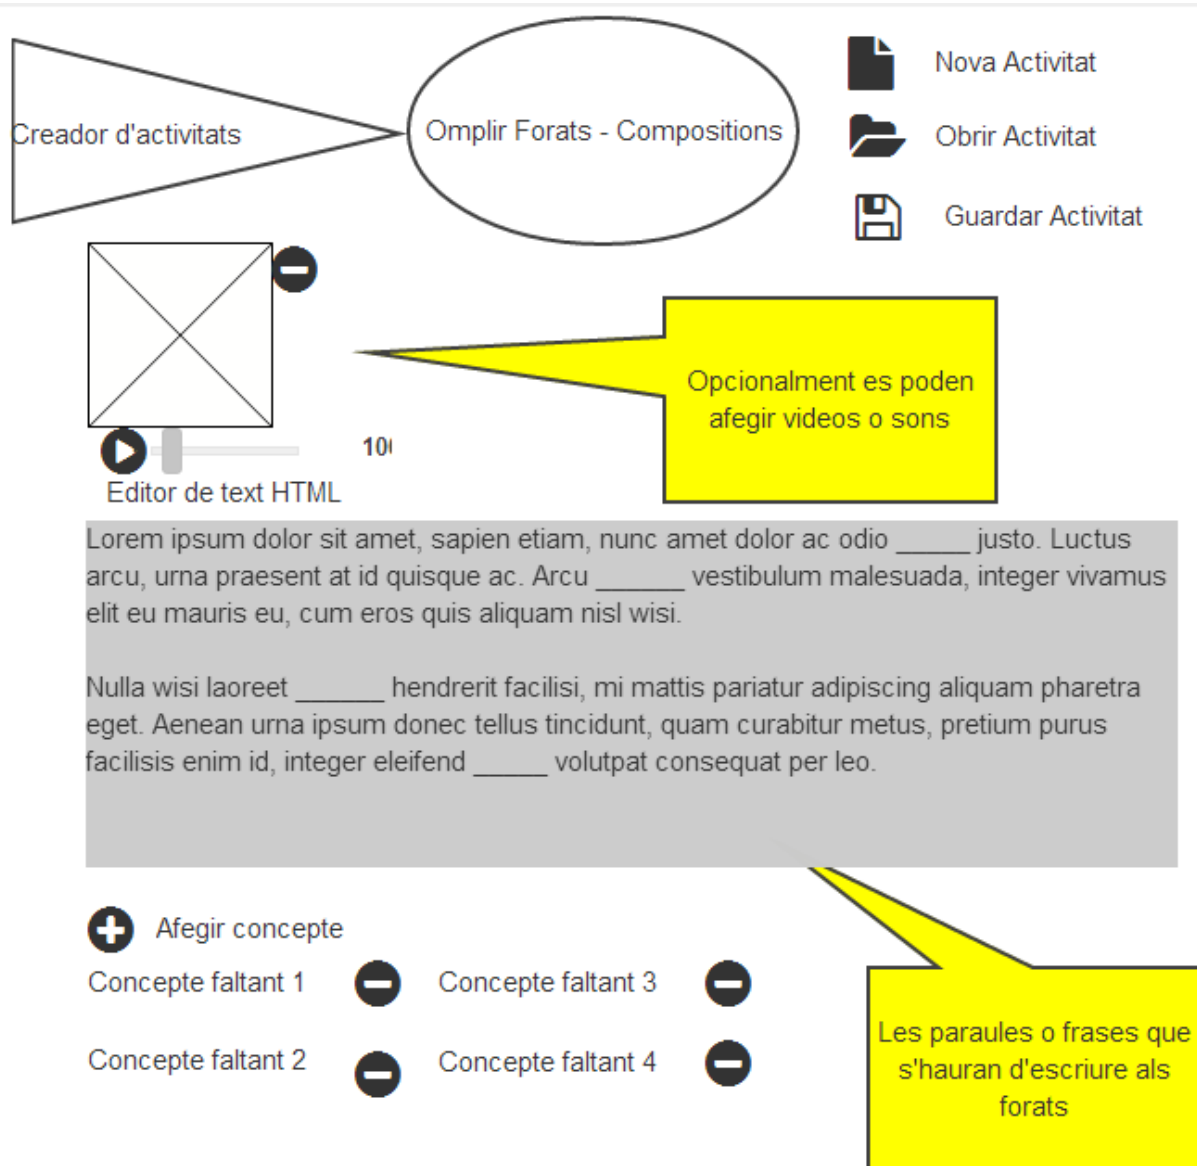 Creador d'activitats
Omplir Forats - Compositions
Nova Activitat
Obrir Activitat
Guardar Activitat
Opcionalment es poden
afegir videos o sons
Editor de text HTML
Lorem ipsum dolor sit amet, sapien etiam, nunc amet dolor ac odio _____ justo. Luctus
arcu, urna praesent at id quisque ac. Arcu ______ vestibulum malesuada, integer vivamus
elit eu mauris eu, cum eros quis aliquam nisl wisi.
Nulla wisi laoreet ______ hendrerit facilisi, mi mattis pariatur adipiscing aliquam pharetra
eget. Aenean urna ipsum donec tellus tincidunt, quam curabitur metus, pretium purus
facilisis enim id, integer eleifend _____ volutpat consequat per leo.
Afegir concepte
Concepte faltant 1
Concepte faltant 3
Concepte faltant 2
Concepte faltant 4
Les paraules o frases que
s'hauran d'escriure als
forats